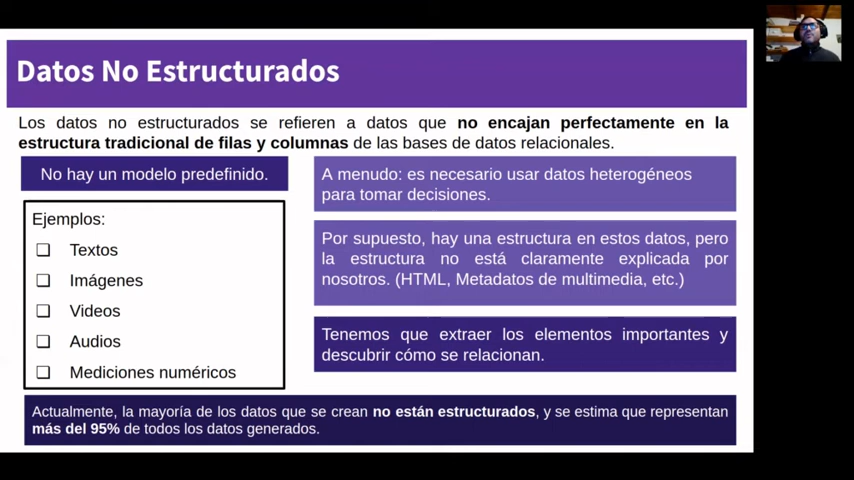 Datos No Estructurados
Los datos no estructurados se refieren a datos que no encajan perfectamente en la
estructura tradicional de filas y columnas de las bases de datos relacionales.
No hay un modelo predefinido.
Ejemplos:
Textos
Imágenes
Videos
Audios
Mediciones numéricos
A menudo: es necesario usar datos heterogéneos
para tomar decisiones.
Por supuesto, hay una estructura en estos datos, pero
la estructura no está claramente explicada por
nosotros. (HTML, Metadatos de multimedia, etc.)
Tenemos que extraer los elementos importantes y
descubrir cómo se relacionan.
Actualmente, la mayoría de los datos que se crean no están estructurados, y se estima que representan
más del 95% de todos los datos generados.